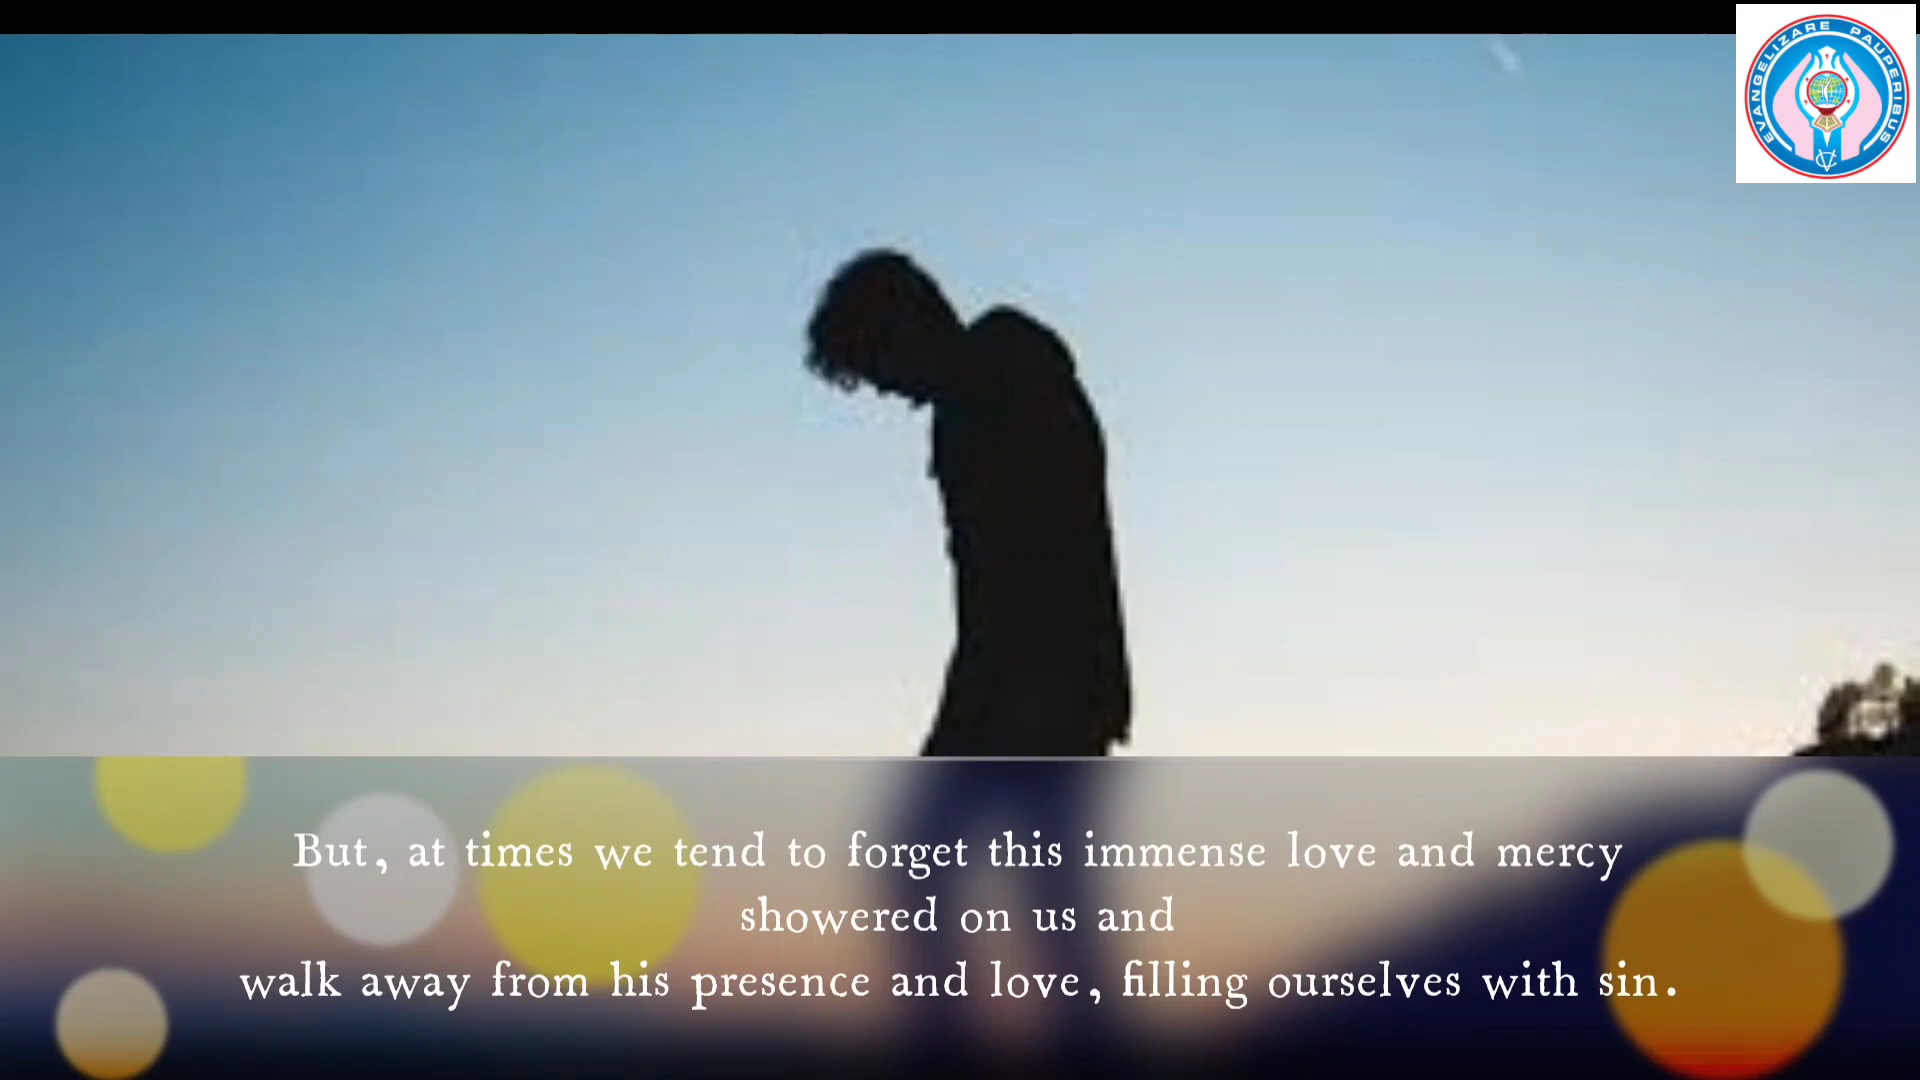 EVANGELIZARE PAUPERIBUS
VC
But, at times we tend to forget this immense love and mercy
showered on us and
walk away from his presence and love, filling ourselves with sin.